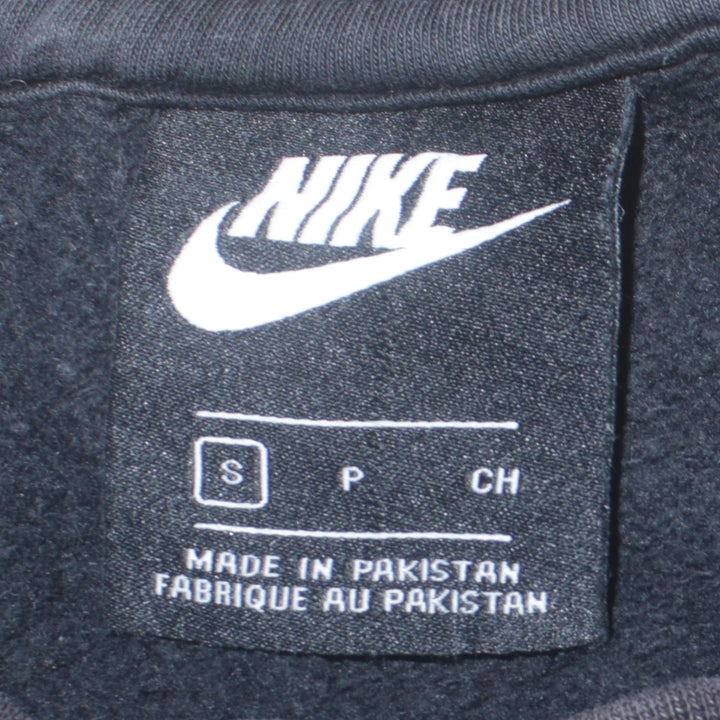 NIKE
S P CH
MADE IN PAKISTAN
FABRIQUE AU PAKISTAN